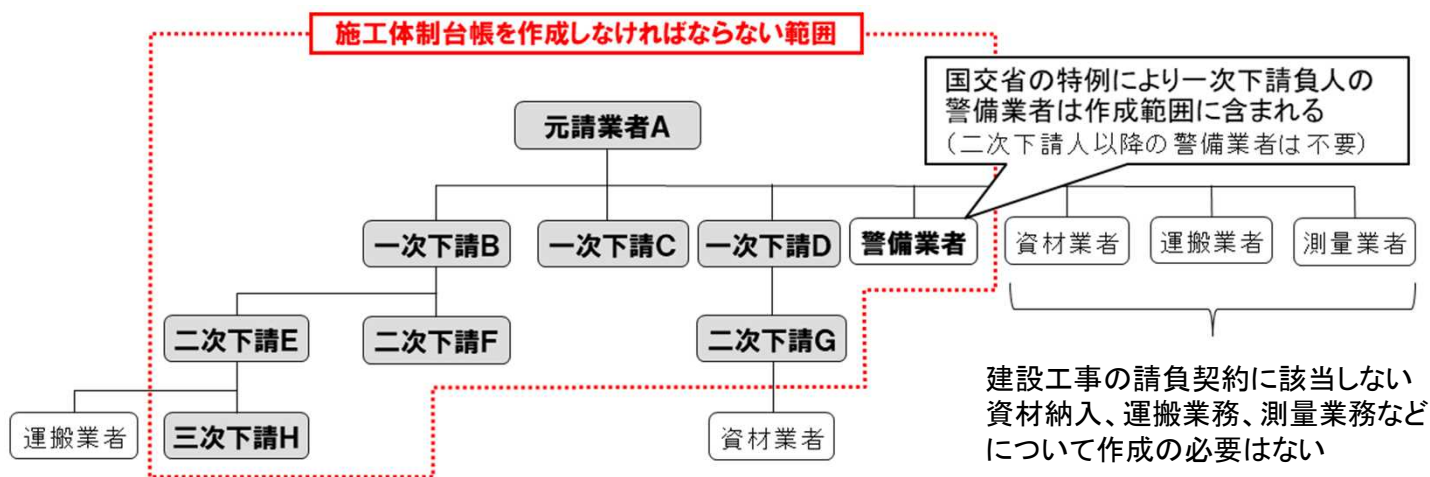 施工体制台帳を作成しなければならない範囲
国交省の特例により一次下請負人の
警備業者は作成範囲に含まれる
（二次下請人以降の警備業者は不要）
元請業者A
一次下請B
一次下請C
一次下請D
警備業者
資材業者
運搬業者
測量業者
二次下請E
二次下請F
二次下請G
建設工事の請負契約に該当しない
資材納入、運搬業務、測量業務など
について作成の必要はない
運搬業者
三次下請H
資材業者